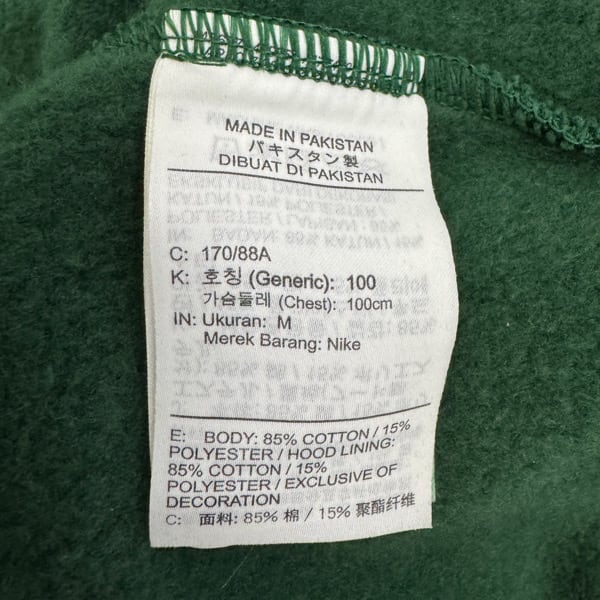 MADE IN PAKISTAN
パキスタン製
DIBUAT DI PAKISTAN
C: 170/88A
K: 호칭 (Generic): 100
가슴둘레 (Chest): 100cm
IN: Ukuran: M
Merek Barang: Nike
E: BODY: 85% COTTON / 15%
POLYESTER / HOOD LINING:
85% COTTON / 15%
POLYESTER / EXCLUSIVE OF
DECORATION
C: 面料: 85% 棉 / 15% 聚酯纤维